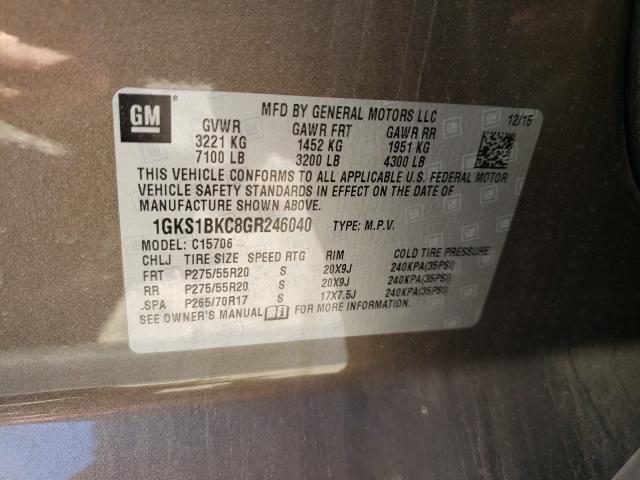 GM
MFD BY GENERAL MOTORS LLC
12/15
GVWR GAWR FRT GAWR RR
3221 KG 1452 KG 1951 KG
7100 LB 3200 LB 4300 LB
THIS VEHICLE CONFORMS TO ALL APPLICABLE U.S. FEDERAL MOTOR
VEHICLE SAFETY STANDARDS IN EFFECT ON THE DATE OF
MANUFACTURE SHOWN ABOVE.
1GKS1BKC8GR246040 TYPE: M.P.V.
MODEL: C15706
CHLJ TIRE SIZE SPEED RTG RIM COLD TIRE PRESSURE
FRT P275/55R20 S 20X9J 240KPA(35PSI)
RR P275/55R20 S 20X9J 240KPA(35PSI)
.SPA P265/70R17 S 17X7.5J 240KPA(35PSI)
SEE OWNER'S MANUAL FOR MORE INFORMATION.